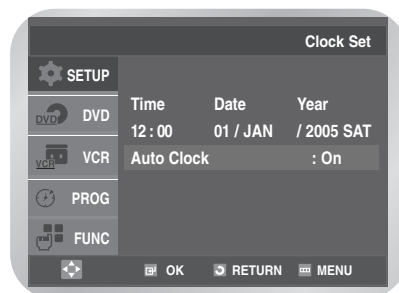 Clock Set
SETUP
DVD DVD
VCR VCR
PROG
FUNC
Time Date Year
12 : 00 01 / JAN / 2005 SAT
Auto Clock : On
OK RETURN MENU